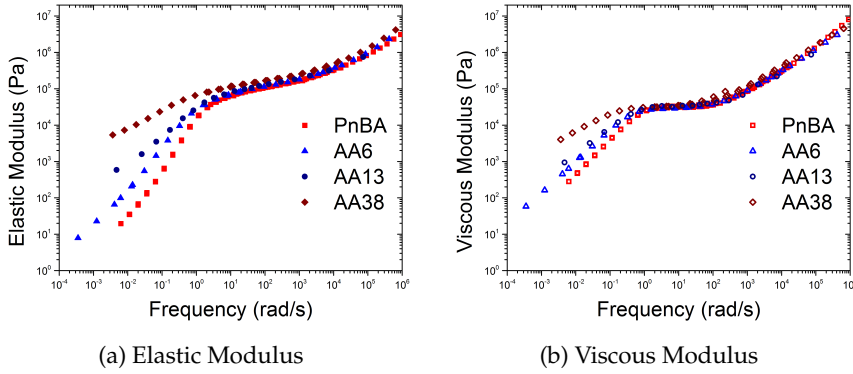 Elastic Modulus (Pa)
10^7
10^6
10^5
10^4
10^3
10^2
10^1
10^0
PnBA
AA6
AA13
AA38
10^-4 10^-3 10^-2 10^-1 10^0 10^1 10^2 10^3 10^4 10^5 10^6
Frequency (rad/s)
(a) Elastic Modulus
Viscous Modulus (Pa)
10^7
10^6
10^5
10^4
10^3
10^2
10^1
10^0
PnBA
AA6
AA13
AA38
10^-4 10^-3 10^-2 10^-1 10^0 10^1 10^2 10^3 10^4 10^5 10^6
Frequency (rad/s)
(b) Viscous Modulus